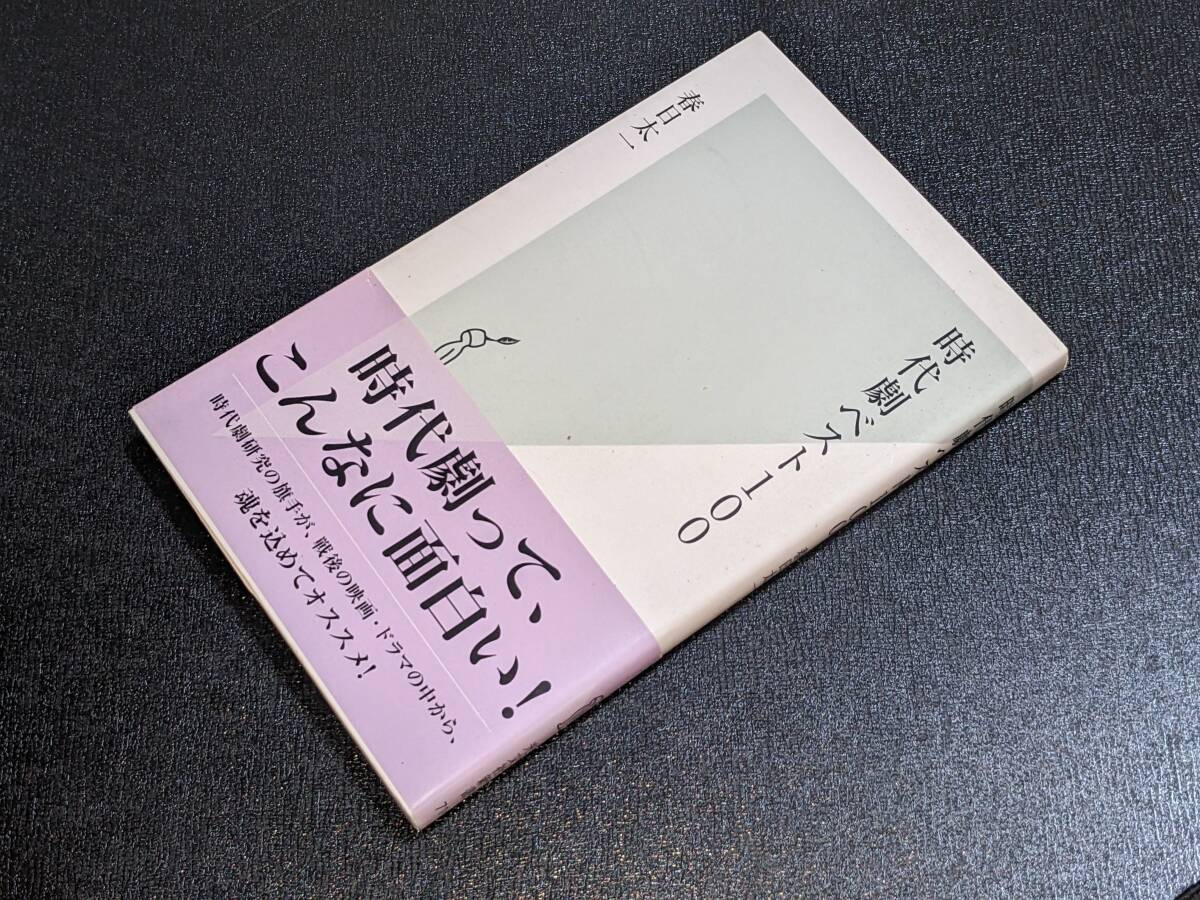 時代劇ベスト100
春日太一
時代劇って、
こんなに面白い!
時代劇研究の旗手が、戦後の映画・ドラマの中から、
魂を込めてオススメ!